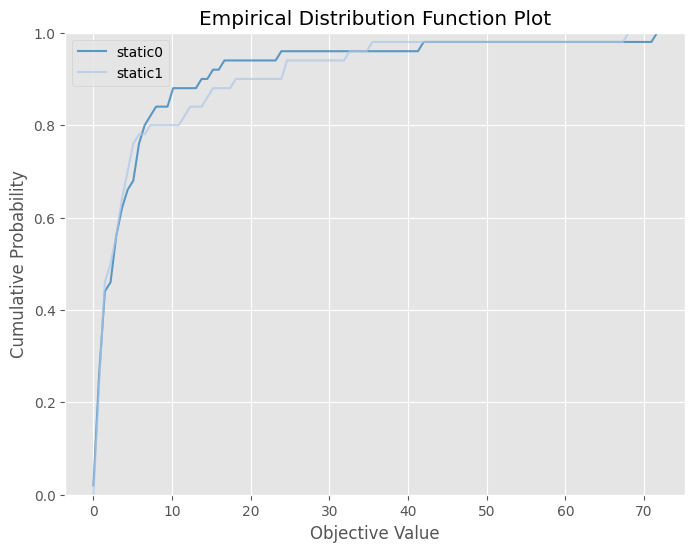 Empirical Distribution Function Plot
static0
static1
1.0
0.8
0.6
0.4
0.2
0.0
Cumulative Probability
0 10 20 30 40 50 60 70
Objective Value